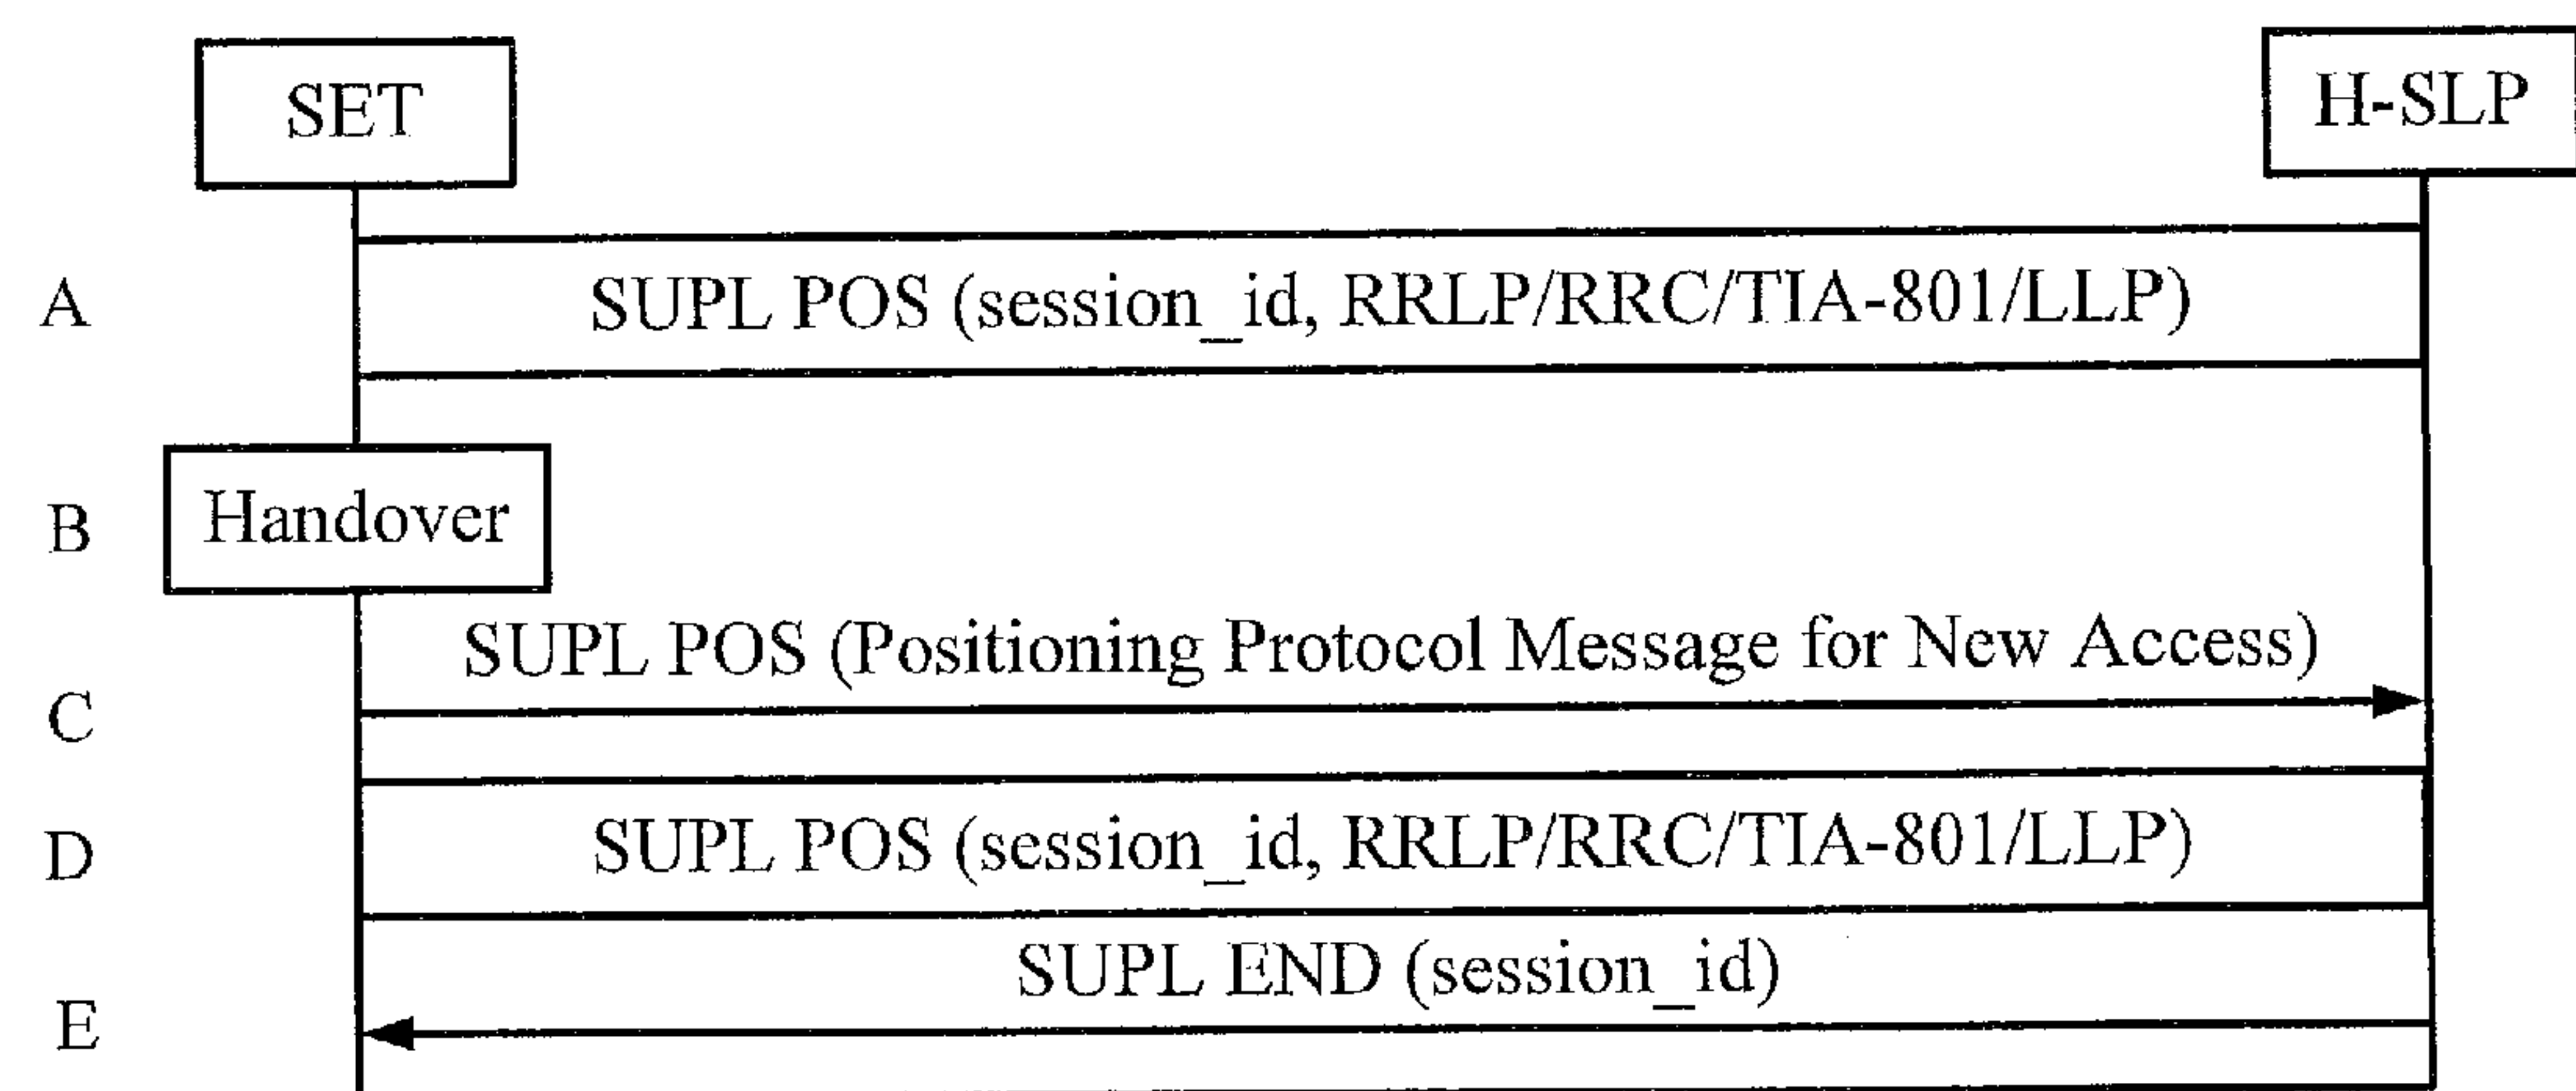 SET
H-SLP
A
SUPL POS (session_id, RRLP/RRC/TIA-801/LLP)
B
Handover
SUPL POS (Positioning Protocol Message for New Access)
C
D
SUPL POS (session_id, RRLP/RRC/TIA-801/LLP)
SUPL END (session_id)
E